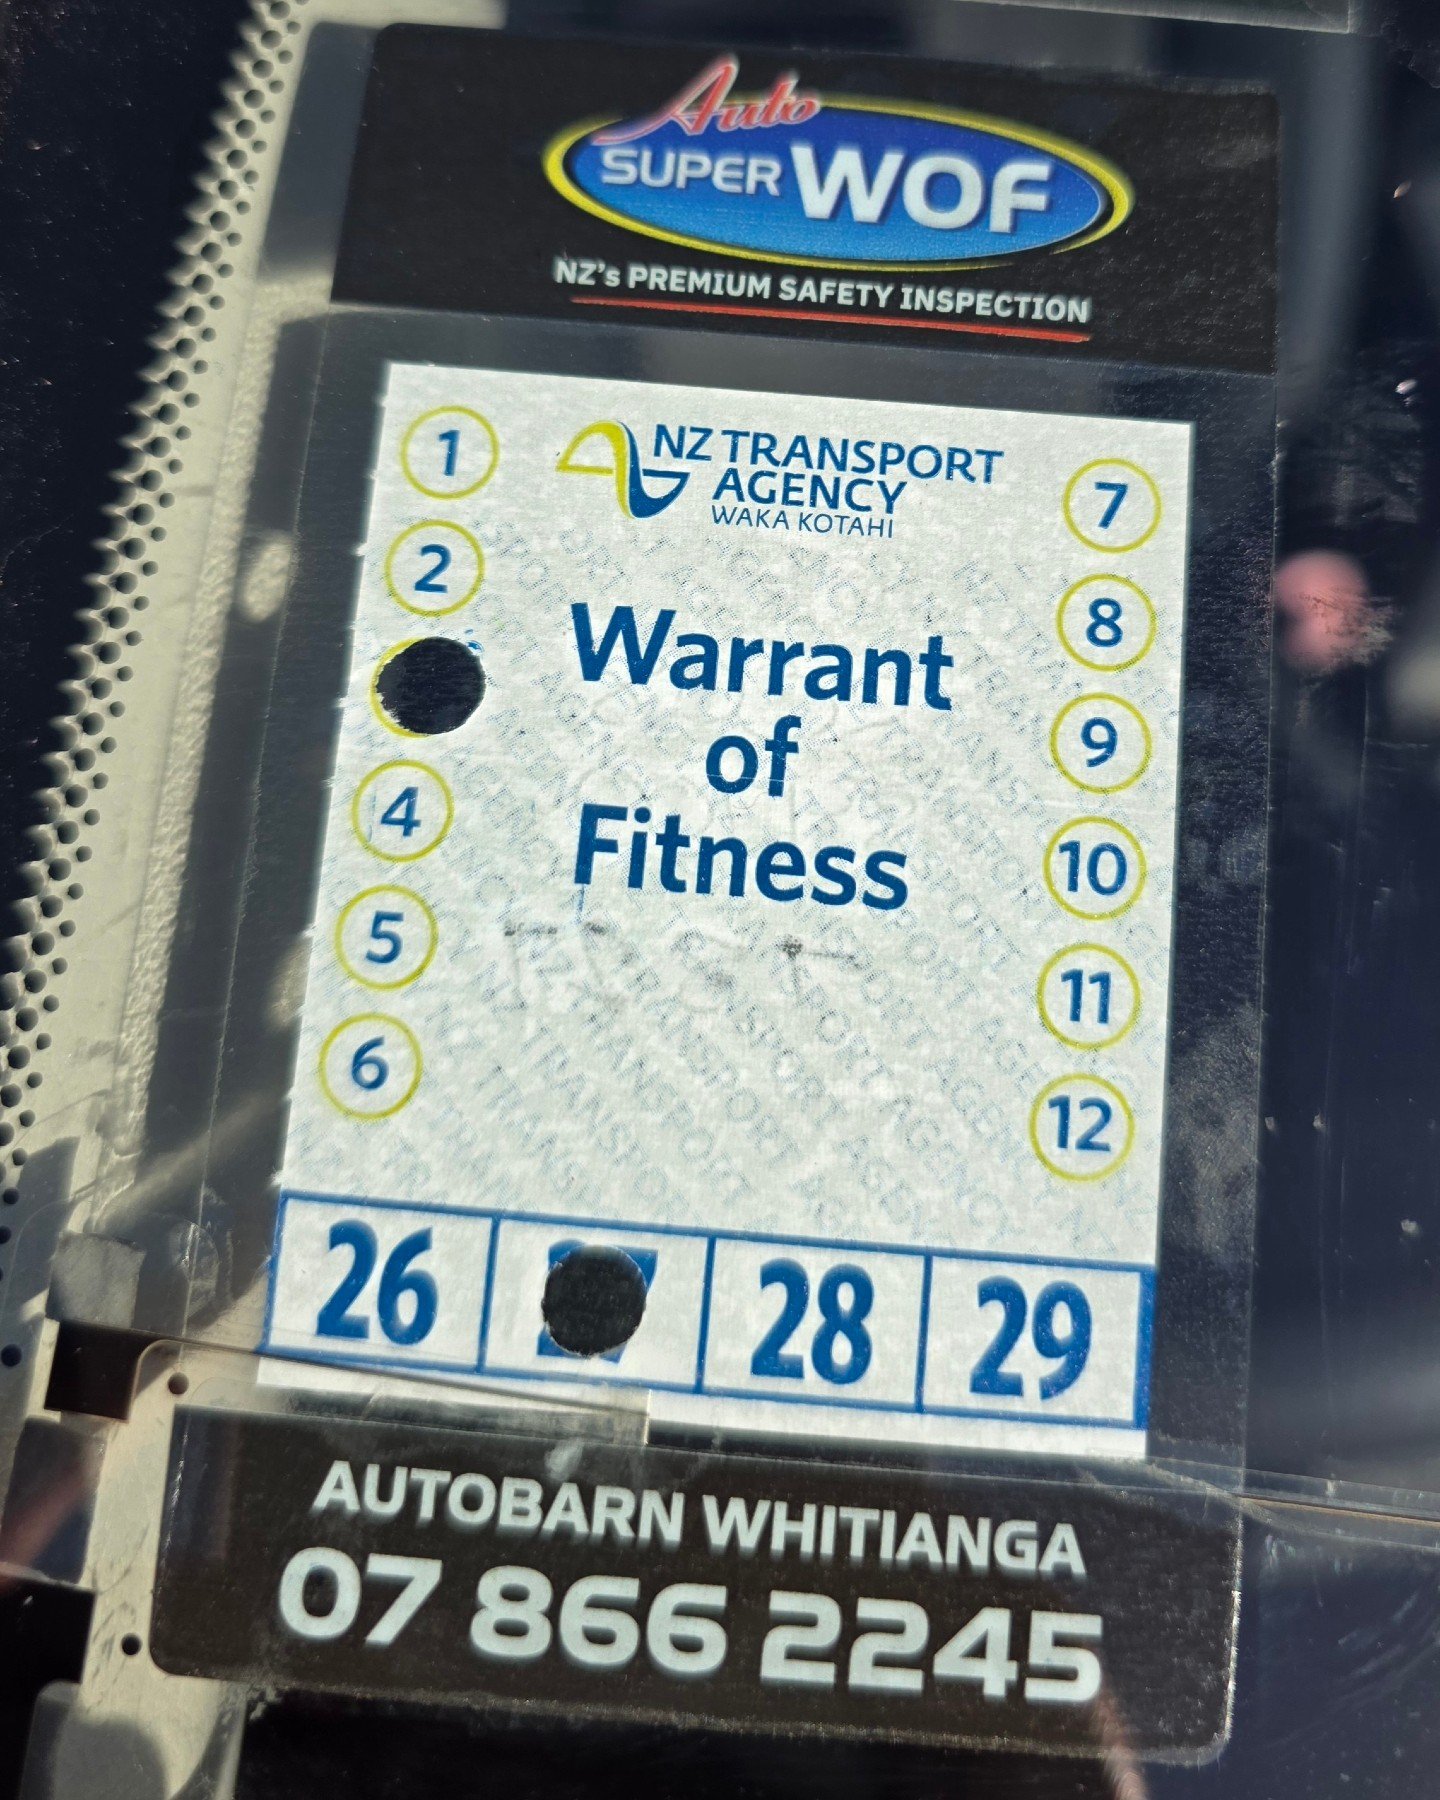 Auto
SUPER WOF
NZ's PREMIUM SAFETY INSPECTION
NZ TRANSPORT
AGENCY
WAKA KOTAHI
1
2
4
5
6
7
8
9
10
11
12
Warrant
of
Fitness
26 28 29
AUTOBARN WHITIANGA
07 866 2245